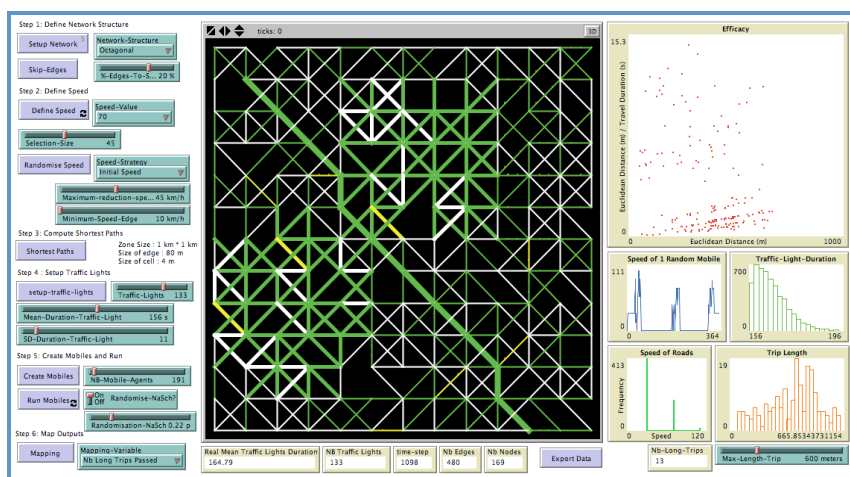 Step 1: Define Network Structure
Setup Network
Network-Structure
Octagonal
Skip-Edges
%-Edges-To-S... 20 %
Step 2: Define Speed
Define Speed
Speed-Value
70
Selection-Size 45
Randomise Speed
Speed-Strategy
Initial Speed
Maximum-reduction-spe... 45 km/h
Minimum-Speed-Edge 10 km/h
Step 3: Compute Shortest Paths
Shortest Paths
Zone Size : 1 km * 1 km
Size of edge : 80 m
Size of cell : 4 m
Step 4 : Setup Traffic Lights
setup-traffic-lights
Traffic-Lights 133
Mean-Duration-Traffic-Light 156 s
SD-Duration-Traffic-Light 11
Step 5: Create Mobiles and Run
Create Mobiles
NB-Mobile-Agents 191
Run Mobiles
On
Off
Randomise-NaSch?
Randomisation-NaSch 0.22 p
Step 6: Map Outputs
Mapping
Mapping-Variable
Nb Long Trips Passed
ticks: 0
3D
Real Mean Traffic Lights Duration
164.79
NB Traffic Lights
133
time-step
1098
Nb Edges
480
Nb Nodes
169
Export Data
Efficacy
15.3
Euclidean Distance (m) / Travel Duration (s)
0
0
Euclidean Distance (m)
1000
Speed of 1 Random Mobile
111
0
0
364
Traffic-Light-Duration
700
0
156
196
Speed of Roads
413
Frequency
0
0
Speed
120
Trip Length
19
0
0
665.85343731154
Nb-Long-Trips
13
Max-Length-Trip 600 meters